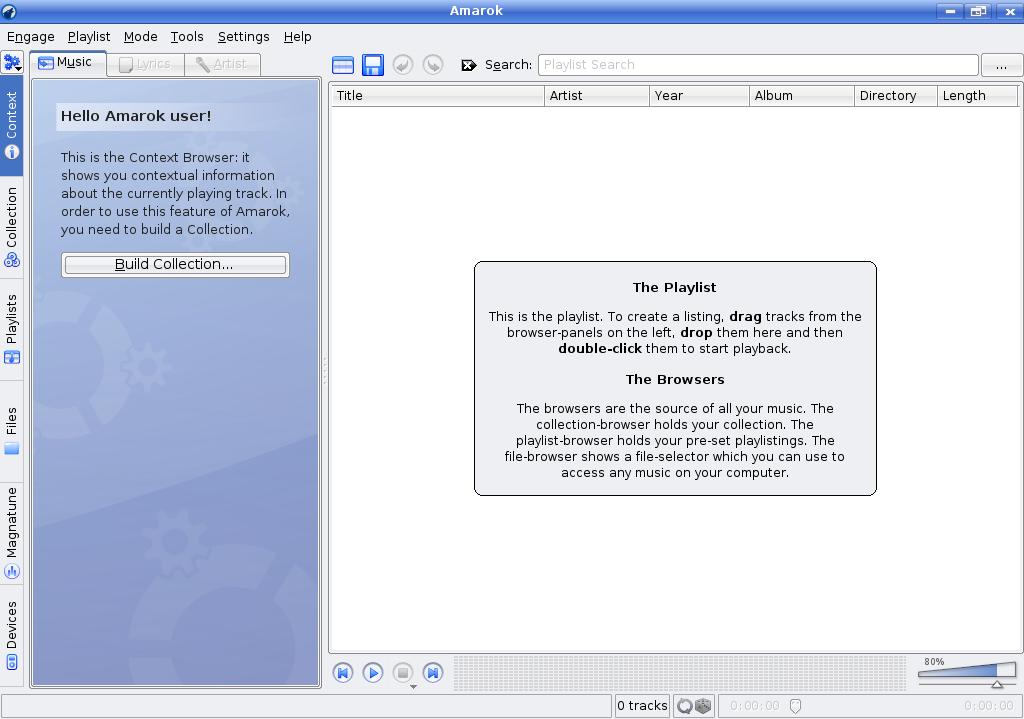 Amarok
Engage Playlist Mode Tools Settings Help
Music Lyrics Artist
Search: Playlist Search ...
Context
Collection
Playlists
Files
Magnatune
Devices
Hello Amarok user!
This is the Context Browser: it
shows you contextual information
about the currently playing track. In
order to use this feature of Amarok,
you need to build a Collection.
Build Collection...
Title Artist Year Album Directory Length
The Playlist
This is the playlist. To create a listing, drag tracks from the
browser-panels on the left, drop them here and then
double-click them to start playback.
The Browsers
The browsers are the source of all your music. The
collection-browser holds your collection. The
playlist-browser holds your pre-set playlistings. The
file-browser shows a file-selector which you can use to
access any music on your computer.
80%
0 tracks 0:00:00 0:00:00